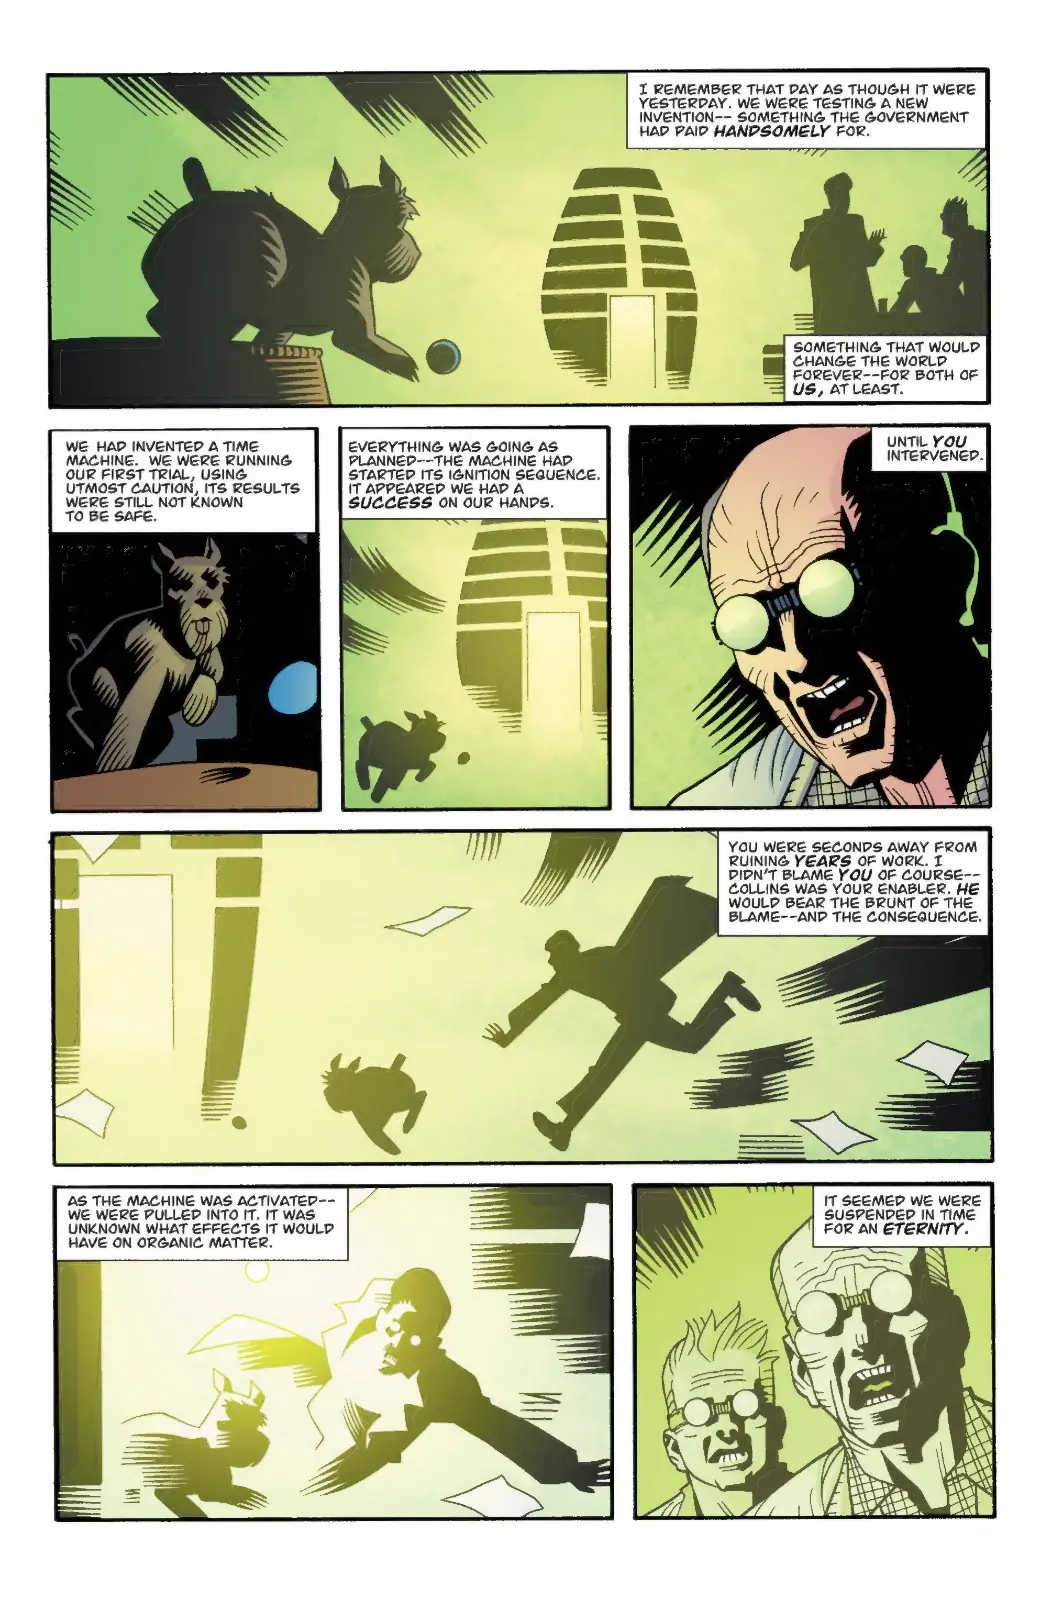 I REMEMBER THAT DAY AS THOUGH IT WERE
YESTERDAY. WE WERE TESTING A NEW
INVENTION-- SOMETHING THE GOVERNMENT
HAD PAID HANDSOMELY FOR.
SOMETHING THAT WOULD
CHANGE THE WORLD
FOREVER--FOR BOTH OF
US, AT LEAST.
WE HAD INVENTED A TIME
MACHINE. WE WERE RUNNING
OUR FIRST TRIAL, USING
UTMOST CAUTION, ITS RESULTS
WERE STILL NOT KNOWN
TO BE SAFE.
EVERYTHING WAS GOING AS
PLANNED--THE MACHINE HAD
STARTED ITS IGNITION SEQUENCE.
IT APPEARED WE HAD A
SUCCESS ON OUR HANDS.
UNTIL YOU
INTERVENED.
YOU WERE SECONDS AWAY FROM
RUINING YEARS OF WORK. I
DIDN'T BLAME YOU OF COURSE--
COLLINS WAS YOUR ENABLER. HE
WOULD BEAR THE BRUNT OF THE
BLAME--AND THE CONSEQUENCE.
AS THE MACHINE WAS ACTIVATED--
WE WERE PULLED INTO IT. IT WAS
UNKNOWN WHAT EFFECTS IT WOULD
HAVE ON ORGANIC MATTER.
IT SEEMED WE WERE
SUSPENDED IN TIME
FOR AN ETERNITY.